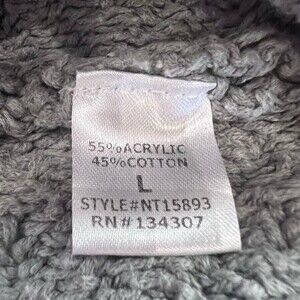 55%ACRYLIC
45%COTTON
L
STYLE#NT15893
RN#134307